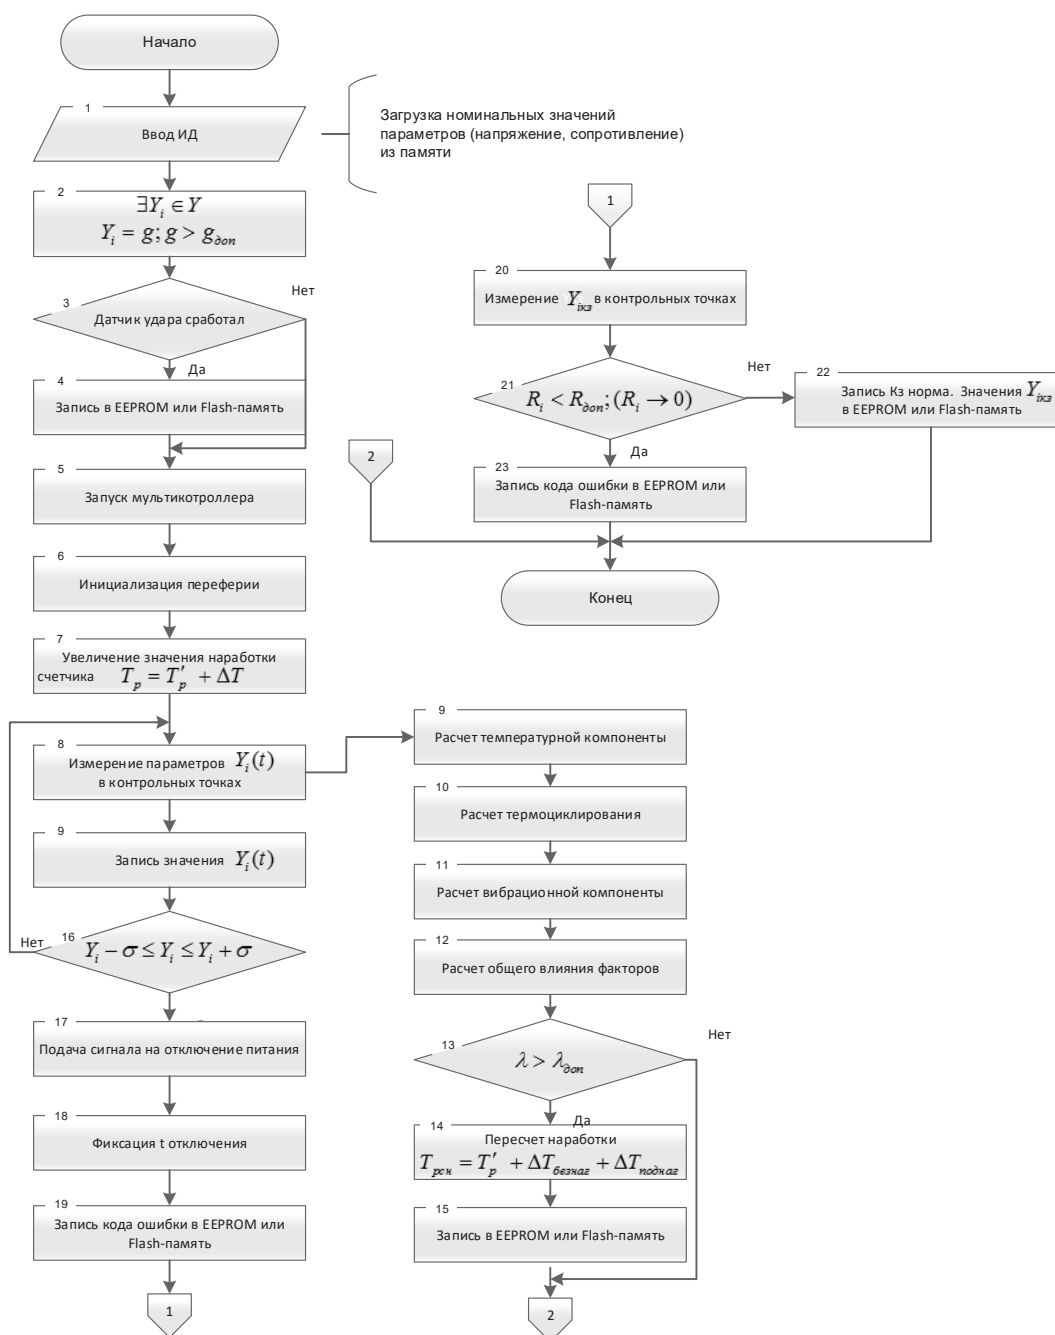 Начало
1
Ввод ИД
Загрузка номинальных значений
параметров (напряжение, сопротивление)
из памяти
2
∃Y_i ∈ Y
Y_i = g; g > g_доп
3
Датчик удара сработал
Нет
Да
4
Запись в EEPROM или Flash-память
5
Запуск мультикотроллера
6
Инициализация переферии
7
Увеличение значения наработки
счетчика T_p = T'_p + ΔT
8
Измерение параметров Y_i(t)
в контрольных точках
9
Запись значения Y_i(t)
16
Нет
Y_i − σ ≤ Y_i ≤ Y_i + σ
17
Подача сигнала на отключение питания
18
Фиксация t отключения
19
Запись кода ошибки в EEPROM или
Flash-память
1
9
Расчет температурной компоненты
10
Расчет термоциклирования
11
Расчет вибрационной компоненты
12
Расчет общего влияния факторов
13
λ > λ_доп
Нет
Да
14
Пересчет наработки
T_рсн = T'_p + ΔT_безнаг + ΔT_поднаг
15
Запись в EEPROM или Flash-память
2
1
20
Измерение Y_iкз в контрольных точках
21
R_i < R_доп; (R_i → 0)
Нет
Да
22
Запись Кз норма. Значения Y_iкз
в EEPROM или Flash-память
2
23
Запись кода ошибки в EEPROM или
Flash-память
Конец